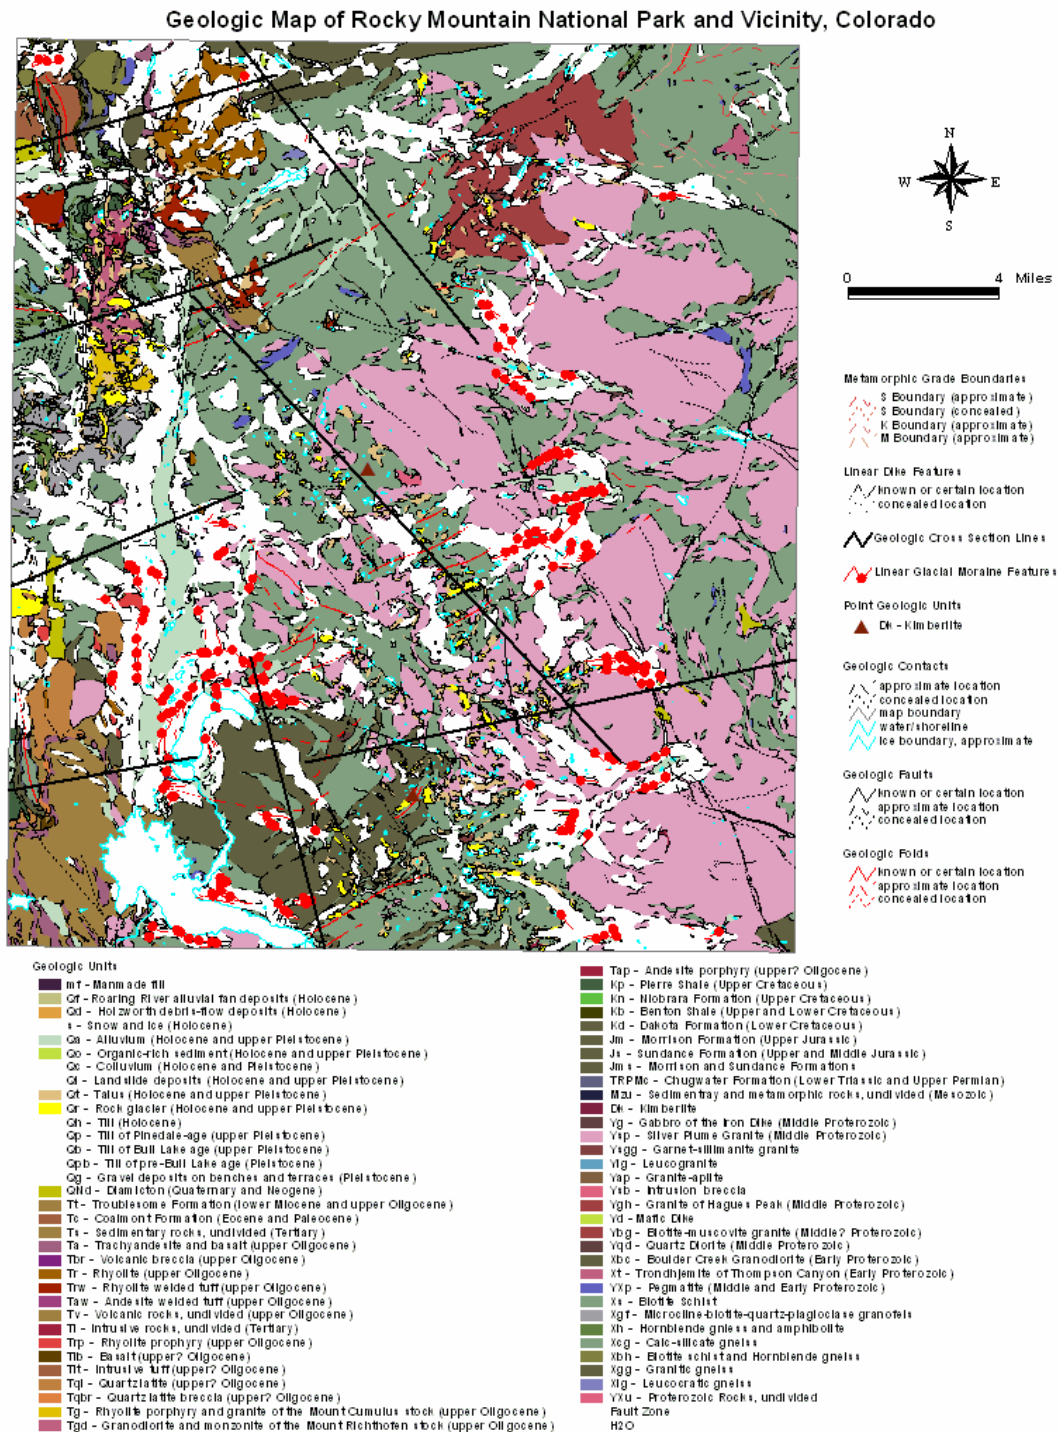 Geologic Map of Rocky Mountain National Park and Vicinity, Colorado
N
W E
S
0 4 Miles
Metamorphic Grade Boundaries
S Boundary (approximate)
S Boundary (concealed)
K Boundary (approximate)
M Boundary (approximate)
Linear Dike Features
known or certain location
concealed location
Geologic Cross Section Lines
Linear Glacial Moraine Features
Point Geologic Units
Dk - Kimberlite
Geologic Contacts
approximate location
concealed location
map boundary
water/shoreline
ice boundary, approximate
Geologic Faults
known or certain location
approximate location
concealed location
Geologic Folds
known or certain location
approximate location
concealed location
Geologic Units
mf - Manmade fill
Qf - Roaring River alluvial fan deposits (Holocene)
Qd - Holzworth debris-flow deposits (Holocene)
s - Snow and Ice (Holocene)
Qa - Alluvium (Holocene and upper Pleistocene)
Qo - Organic-rich sediment (Holocene and upper Pleistocene)
Qc - Colluvium (Holocene and Pleistocene)
Ql - Landslide deposits (Holocene and upper Pleistocene)
Qt - Talus (Holocene and upper Pleistocene)
Qr - Rock glacier (Holocene and upper Pleistocene)
Qh - Till (Holocene)
Qp - Till of Pinedale-age (upper Pleistocene)
Qb - Till of Bull Lake age (upper Pleistocene)
Qpb - Till of pre-Bull Lake age (Pleistocene)
Qg - Gravel deposits on benches and terraces (Pleistocene)
QNd - Diamicton (Quaternary and Neogene)
Tt - Troublesome Formation (lower Miocene and upper Oligocene)
Tc - Coalmont Formation (Eocene and Paleocene)
Ts - Sedimentary rocks, undivided (Tertiary)
Ta - Trachyandesite and basalt (upper Oligocene)
Tbr - Volcanic breccia (upper Oligocene)
Tr - Rhyolite (upper Oligocene)
Trw - Rhyolite welded tuff (upper Oligocene)
Taw - Andesite welded tuff (upper Oligocene)
Tv - Volcanic rocks, undivided (upper Oligocene)
Ti - Intrusive rocks, undivided (Tertiary)
Trp - Rhyolite prophyry (upper Oligocene)
Tib - Basalt (upper? Oligocene)
Tit - Intrusive tuff (upper? Oligocene)
Tql - Quartzlatite (upper? Oligocene)
Tqbr - Quartzlatite breccia (upper? Oligocene)
Tg - Rhyolite porphyry and granite of the Mount Cumulus stock (upper Oligocene)
Tgd - Granodiorite and monzonite of the Mount Richthofen stock (upper Oligocene)
Tap - Andesite porphyry (upper? Oligocene)
Kp - Pierre Shale (Upper Cretaceous)
Kn - Niobrara Formation (Upper Cretaceous)
Kb - Benton Shale (Upper and Lower Cretaceous)
Kd - Dakota Formation (Lower Cretaceous)
Jm - Morrison Formation (Upper Jurassic)
Js - Sundance Formation (Upper and Middle Jurassic)
Jms - Morrison and Sundance Formations
TRPMc - Chugwater Formation (Lower Triassic and Upper Permian)
Mzu - Sedimentray and metamorphic rocks, undivided (Mesozoic)
Dk - Kimberlite
Yg - Gabbro of the Iron Dike (Middle Proterozoic)
Ysp - Silver Plume Granite (Middle Proterozoic)
Ysgg - Garnet-sillimanite granite
Ylg - Leucogranite
Yap - Granite-aplite
Ysb - Intrusion breccia
Ygh - Granite of Hagues Peak (Middle Proterozoic)
Yd - Mafic Dike
Ybg - Biotite-muscovite granite (Middle? Proterozoic)
Yqd - Quartz Diorite (Middle Proterozoic)
Xbc - Boulder Creek Granodiorite (Early Proterozoic)
Xt - Trondhjemite of Thompson Canyon (Early Proterozoic)
YXp - Pegmatite (Middle and Early Proterozoic)
Xs - Biotite Schist
Xgf - Microcline-biotite-quartz-plagioclase granofels
Xh - Hornblende gniess and amphibolite
Xcg - Calc-silicate gneiss
Xbh - Biotite schist and Hornblende gneiss
Xgg - Granitic gneiss
Xlg - Leucocratic gneiss
YXu - Proterozoic Rocks, undivided
Fault Zone
H2O